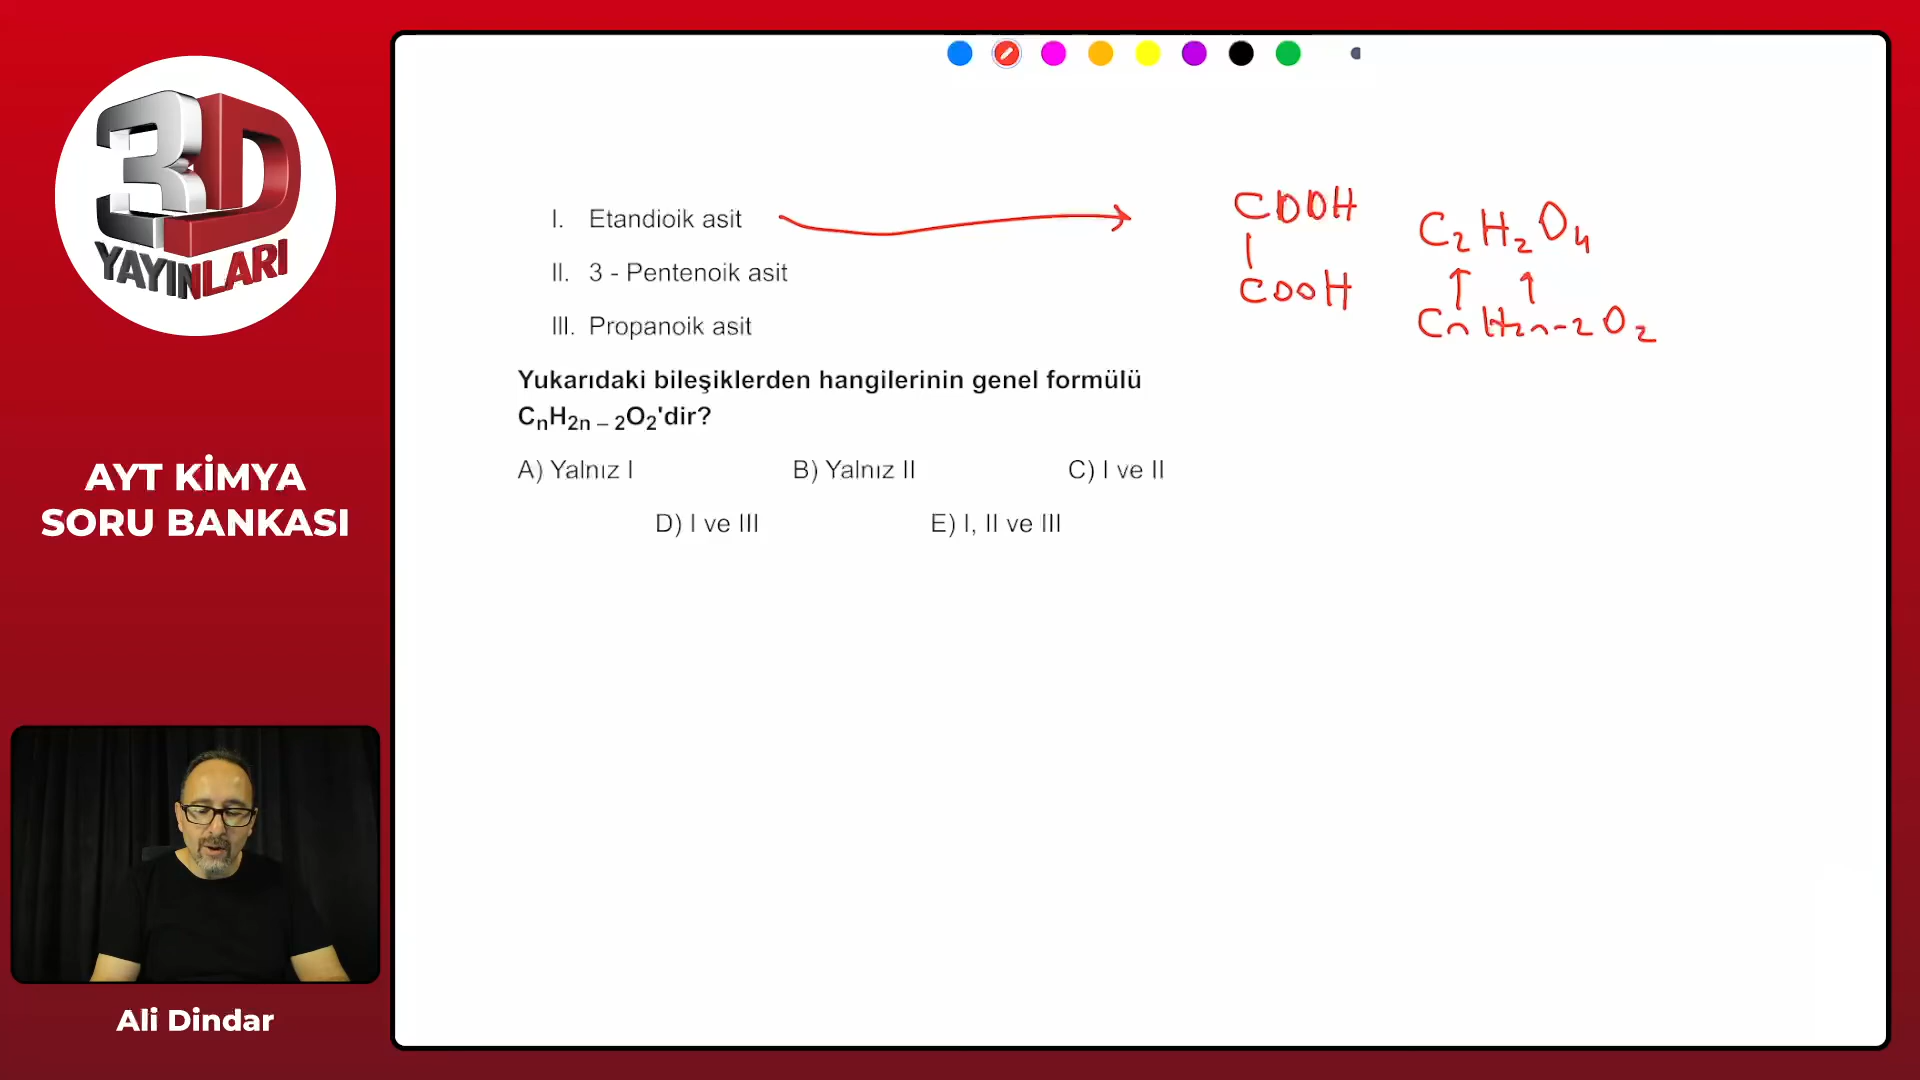 3D
YAYINLARI
AYT KİMYA
SORU BANKASI
Ali Dindar
I. Etandioik asit
II. 3 - Pentenoik asit
III. Propanoik asit
Yukarıdaki bileşiklerden hangilerinin genel formülü
CnH2n – 2O2'dir?
A) Yalnız I B) Yalnız II C) I ve II
D) I ve III E) I, II ve III
COOH
COOH
C2H2O4
CnH2n-2O2